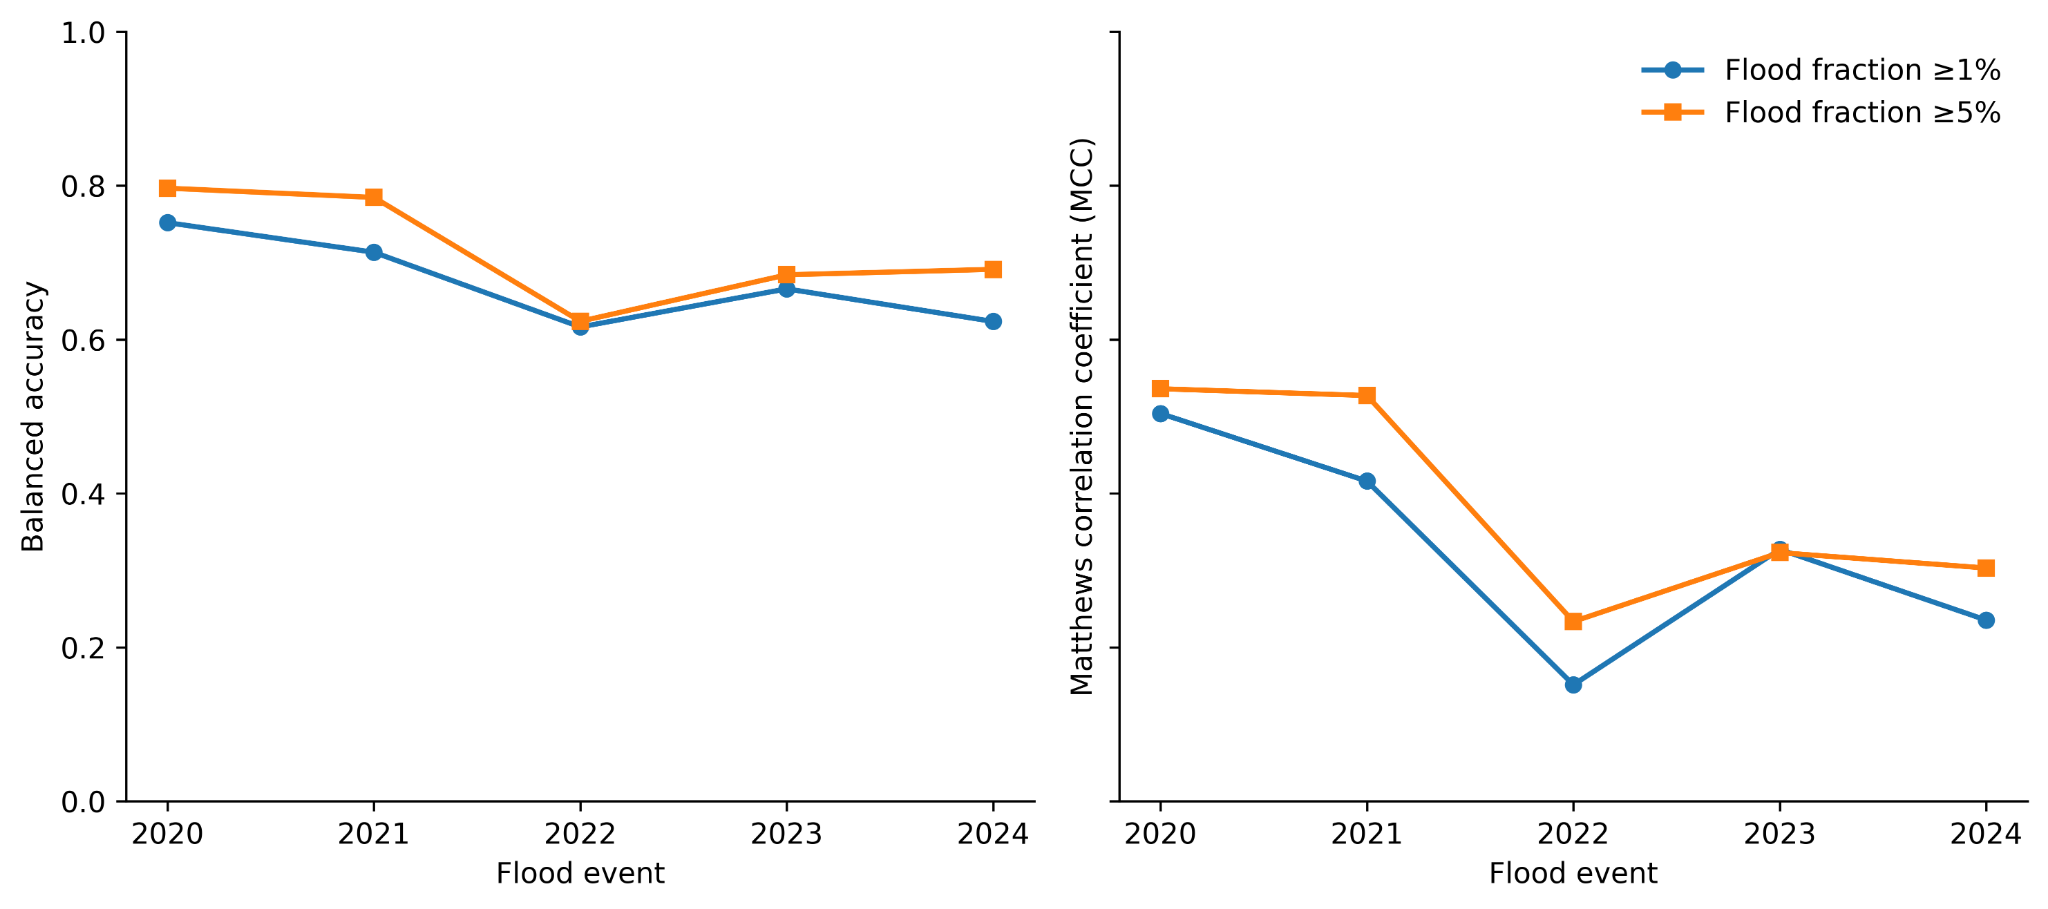 1.0
0.8
0.6
0.4
0.2
0.0
Balanced accuracy
2020 2021 2022 2023 2024
Flood event
Matthews correlation coefficient (MCC)
Flood fraction ≥1%
Flood fraction ≥5%
2020 2021 2022 2023 2024
Flood event